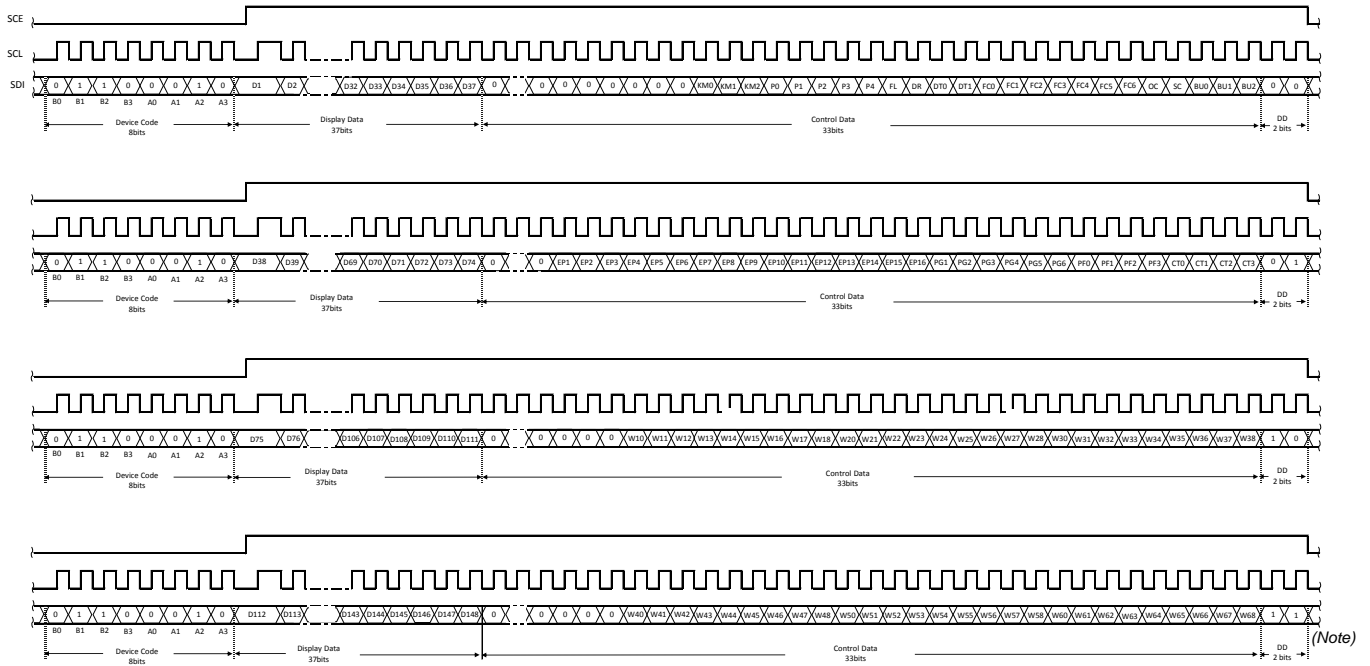 SCE
SCL
SDI
0 1 1 0 0 0 1 0 D1 D2 D32 D33 D34 D35 D36 D37 0 0 0 0 0 0 0 0 KM0 KM1 KM2 P0 P1 P2 P3 P4 FL DR DT0 DT1 FC0 FC1 FC2 FC3 FC4 FC5 FC6 OC SC BU0 BU1 BU2 0 0
B0 B1 B2 B3 A0 A1 A2 A3
Device Code
8bits
Display Data
37bits
Control Data
33bits
DD
2 bits
0 1 1 0 0 0 1 0 D38 D39 D69 D70 D71 D72 D73 D74 0 0 EP1 EP2 EP3 EP4 EP5 EP6 EP7 EP8 EP9 EP10 EP11 EP12 EP13 EP14 EP15 EP16 PG1 PG2 PG3 PG4 PG5 PG6 PF0 PF1 PF2 PF3 CT0 CT1 CT2 CT3 0 1
B0 B1 B2 B3 A0 A1 A2 A3
Device Code
8bits
Display Data
37bits
Control Data
33bits
DD
2 bits
0 1 1 0 0 0 1 0 D75 D76 D106 D107 D108 D109 D110 D111 0 0 0 0 0 W10 W11 W12 W13 W14 W15 W16 W17 W18 W20 W21 W22 W23 W24 W25 W26 W27 W28 W30 W31 W32 W33 W34 W35 W36 W37 W38 1 0
B0 B1 B2 B3 A0 A1 A2 A3
Device Code
8bits
Display Data
37bits
Control Data
33bits
DD
2 bits
0 1 1 0 0 0 1 0 D112 D113 D143 D144 D145 D146 D147 D148 0 0 0 0 0 W40 W41 W42 W43 W44 W45 W46 W47 W48 W50 W51 W52 W53 W54 W55 W56 W57 W58 W60 W61 W62 W63 W64 W65 W66 W67 W68 1 1
(Note)
B0 B1 B2 B3 A0 A1 A2 A3
Device Code
8bits
Display Data
37bits
Control Data
33bits
DD
2 bits